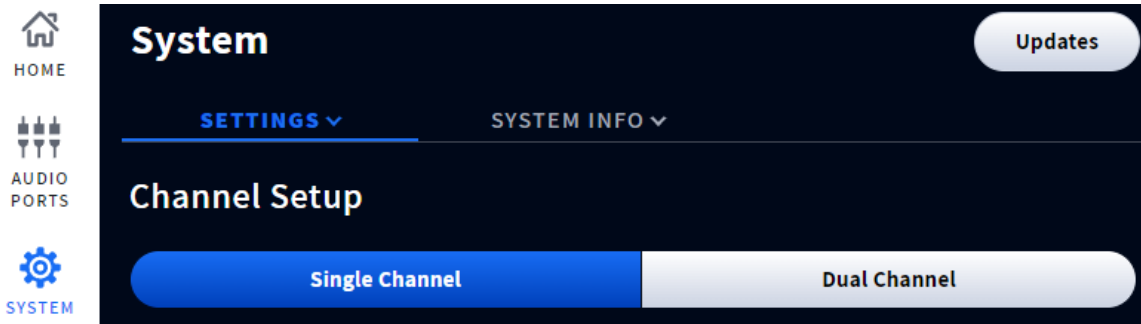 HOME
AUDIO
PORTS
SYSTEM
System
Updates
SETTINGS
SYSTEM INFO
Channel Setup
Single Channel
Dual Channel